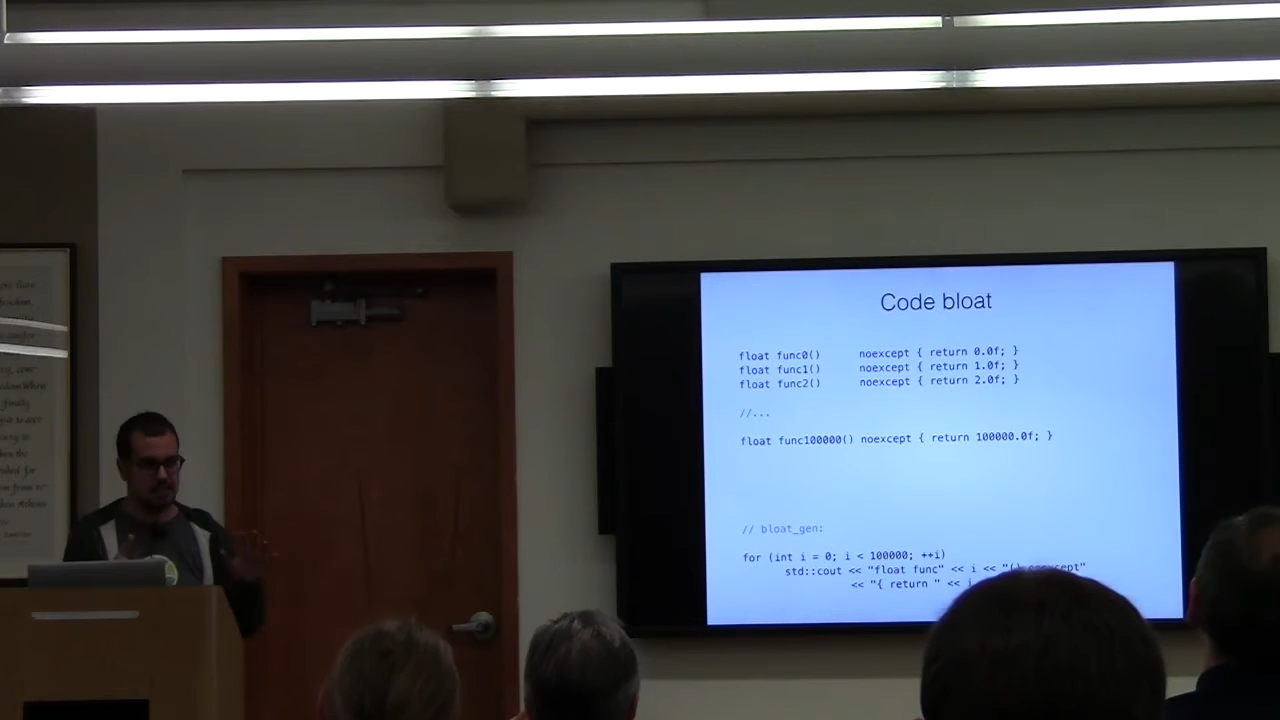 Code bloat
float func0() noexcept { return 0.0f; }
float func1() noexcept { return 1.0f; }
float func2() noexcept { return 2.0f; }
//...
float func100000() noexcept { return 100000.0f; }
// bloat_gen:
for (int i = 0; i < 100000; ++i)
std::cout << "float func" << i << "() noexcept"
<< "{ return " << i